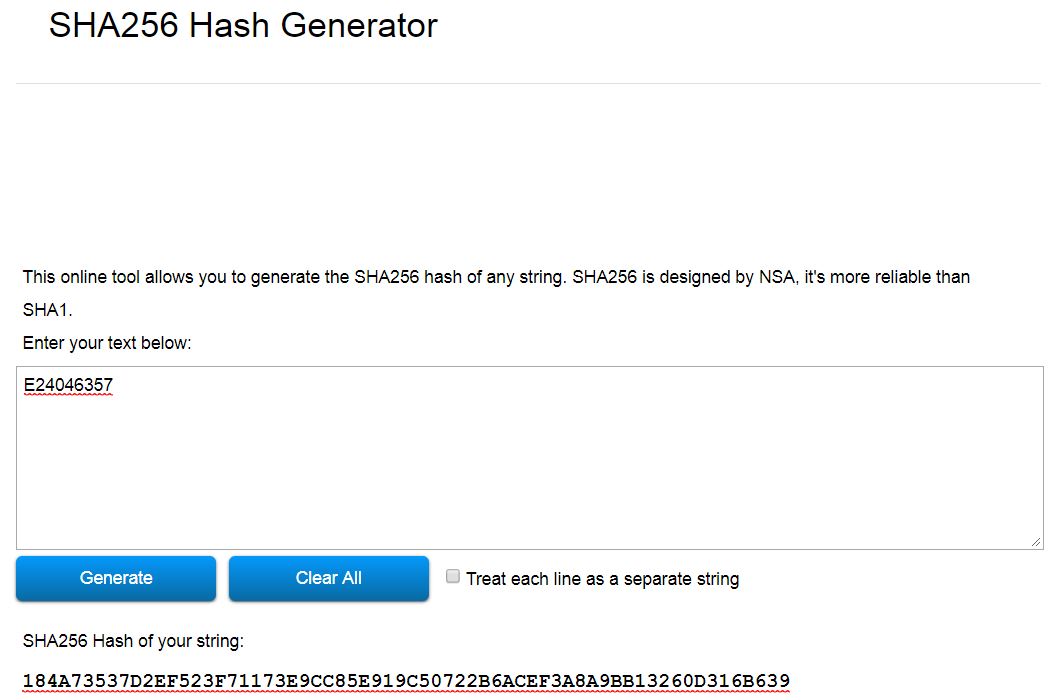 SHA256 Hash Generator
This online tool allows you to generate the SHA256 hash of any string. SHA256 is designed by NSA, it's more reliable than
SHA1.
Enter your text below:
E24046357
Generate Clear All Treat each line as a separate string
SHA256 Hash of your string:
184A73537D2EF523F71173E9CC85E919C50722B6ACEF3A8A9BB13260D316B639